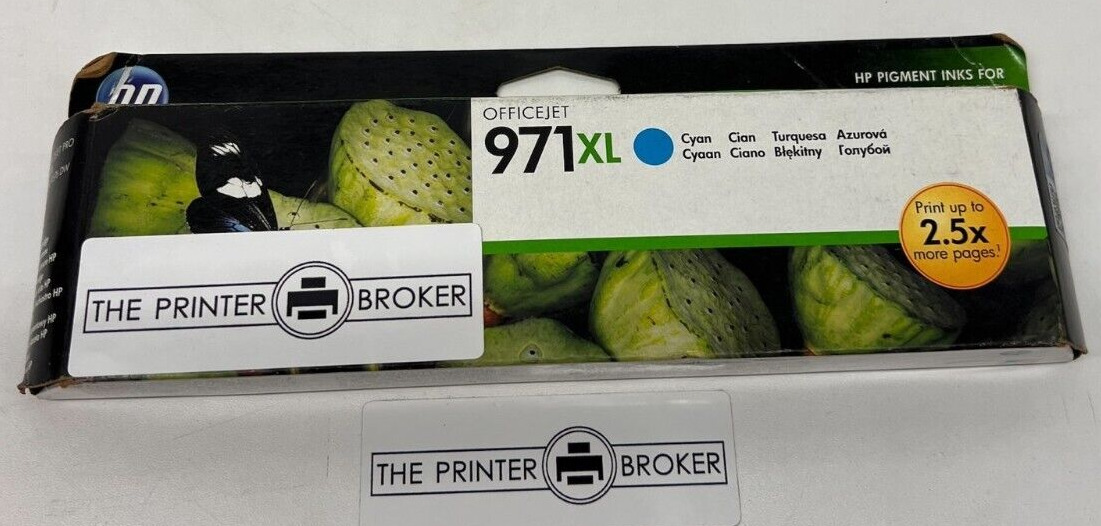 hp
HP PIGMENT INKS FOR
OFFICEJET
971XL
Cyan Cian Turquesa Azurová
Cyaan Ciano Błękitny Голубой
Print up to
2.5x
more pages.¹
THE PRINTER BROKER
THE PRINTER BROKER